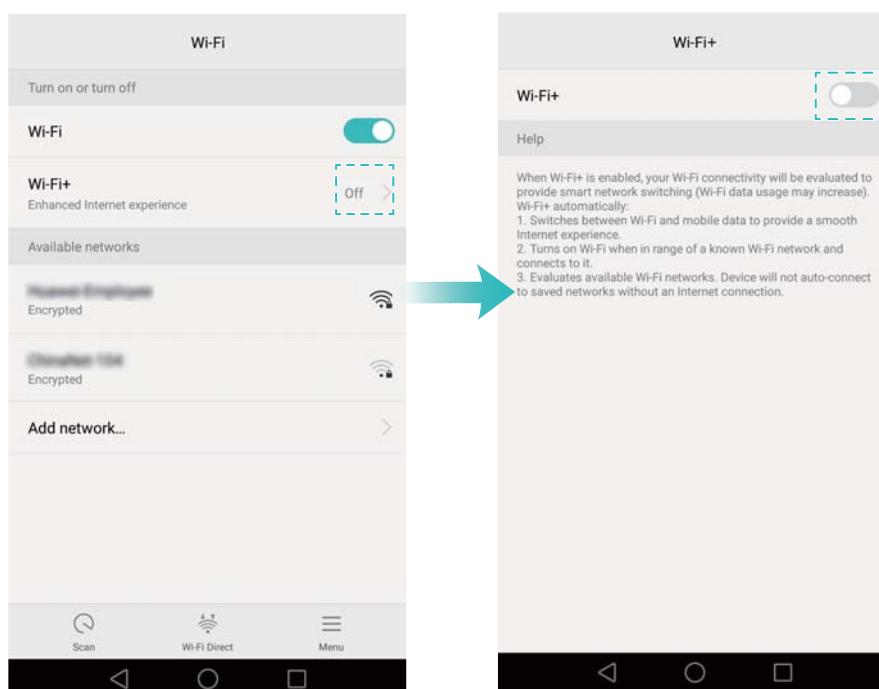 Wi-Fi
Turn on or turn off
Wi-Fi
Wi-Fi+
Enhanced Internet experience
Off
Available networks
Encrypted
Encrypted
Add network...
Scan
Wi-Fi Direct
Menu
Wi-Fi+
Wi-Fi+
Help
When Wi-Fi+ is enabled, your Wi-Fi connectivity will be evaluated to
provide smart network switching (Wi-Fi data usage may increase).
Wi-Fi+ automatically:
1. Switches between Wi-Fi and mobile data to provide a smooth
Internet experience.
2. Turns on Wi-Fi when in range of a known Wi-Fi network and
connects to it.
3. Evaluates available Wi-Fi networks. Device will not auto-connect
to saved networks without an Internet connection.